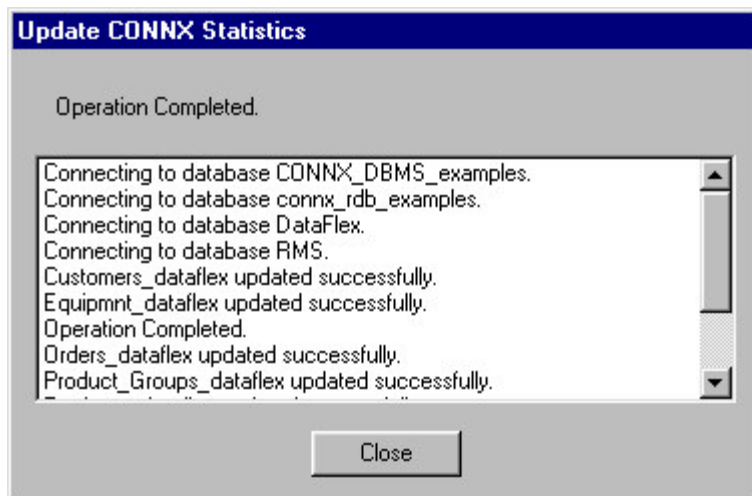 Update CONNX Statistics
Operation Completed.
Connecting to database CONNX_DBMS_examples.
Connecting to database connx_rdb_examples.
Connecting to database DataFlex.
Connecting to database RMS.
Customers_dataflex updated successfully.
Equipmnt_dataflex updated successfully.
Operation Completed.
Orders_dataflex updated successfully.
Product_Groups_dataflex updated successfully.
Close